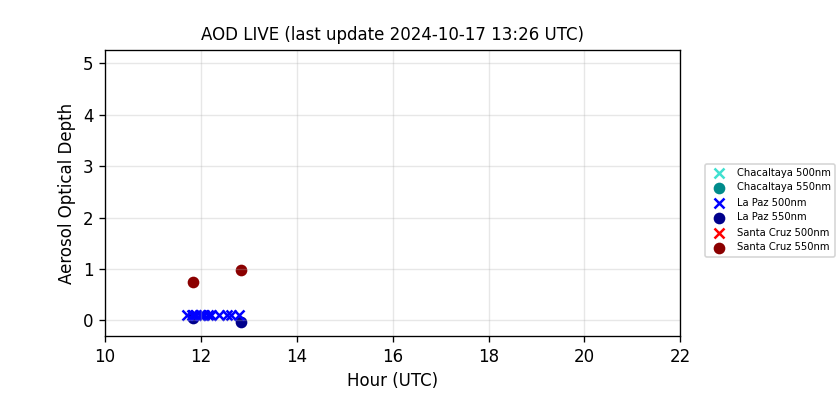 AOD LIVE (last update 2024-10-17 13:26 UTC)
Aerosol Optical Depth
5
4
3
2
1
0
10 12 14 16 18 20 22
Hour (UTC)
Chacaltaya 500nm
Chacaltaya 550nm
La Paz 500nm
La Paz 550nm
Santa Cruz 500nm
Santa Cruz 550nm